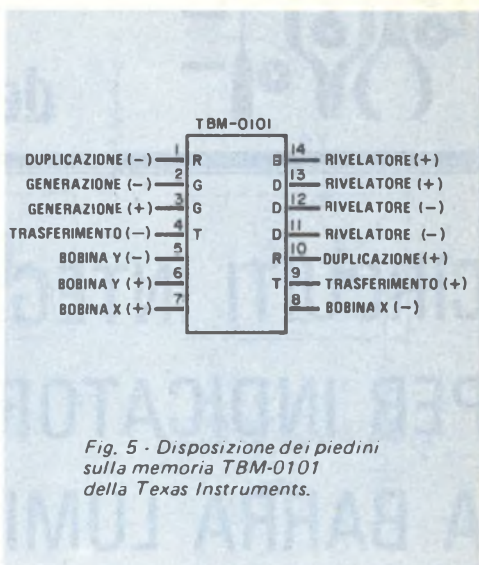 TBM-0101
DUPLICAZIONE (−) 1 R
GENERAZIONE (−) 2 G
GENERAZIONE (+) 3 G
TRASFERIMENTO (−) 4 T
BOBINA Y (−) 5
BOBINA Y (+) 6
BOBINA X (+) 7
B 14 RIVELATORE (+)
D 13 RIVELATORE (+)
D 12 RIVELATORE (−)
D 11 RIVELATORE (−)
R 10 DUPLICAZIONE (+)
T 9 TRASFERIMENTO (+)
8 BOBINA X (−)
Fig. 5 - Disposizione dei piedini
sulla memoria TBM-0101
della Texas Instruments.